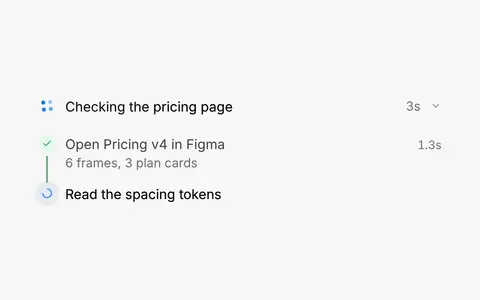 Checking the pricing page 3s
Open Pricing v4 in Figma 1.3s
6 frames, 3 plan cards
Read the spacing tokens